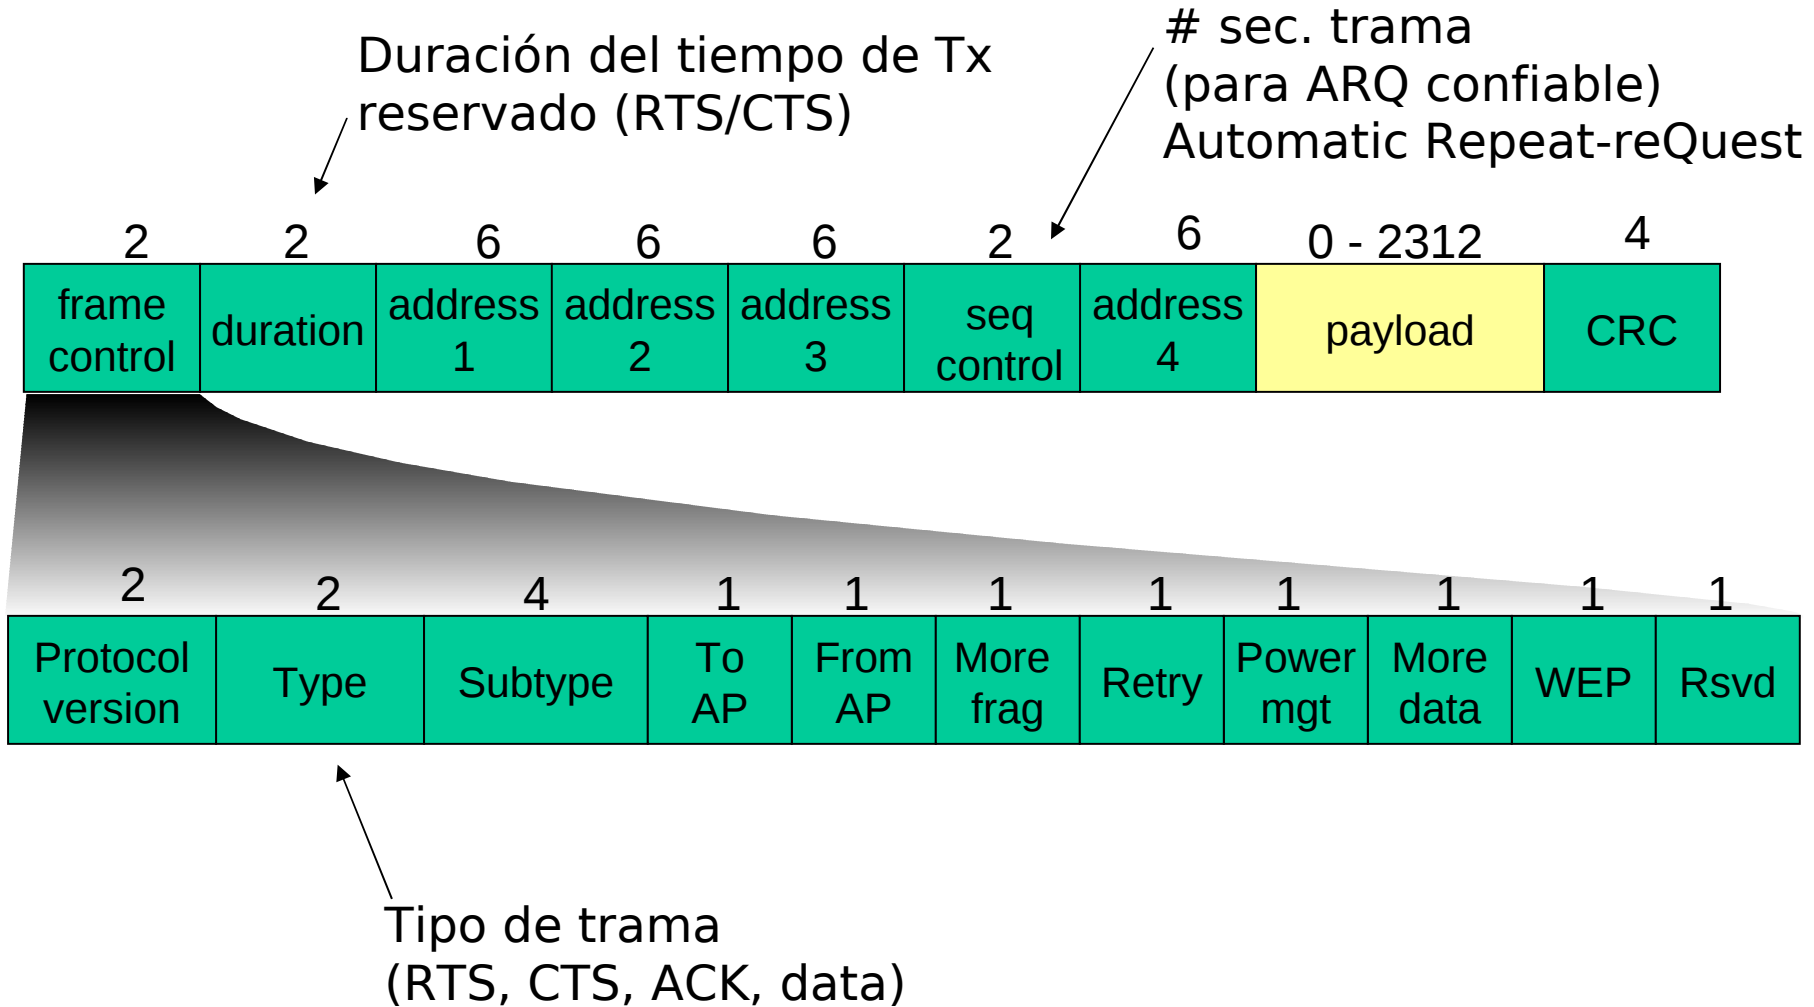 Duración del tiempo de Tx
reservado (RTS/CTS)
# sec. trama
(para ARQ confiable)
Automatic Repeat-reQuest
2 2 6 6 6 2 6 0 - 2312 4
frame
control
duration
address
1
address
2
address
3
seq
control
address
4
payload
CRC
2 2 4 1 1 1 1 1 1 1 1
Protocol
version
Type
Subtype
To
AP
From
AP
More
frag
Retry
Power
mgt
More
data
WEP
Rsvd
Tipo de trama
(RTS, CTS, ACK, data)